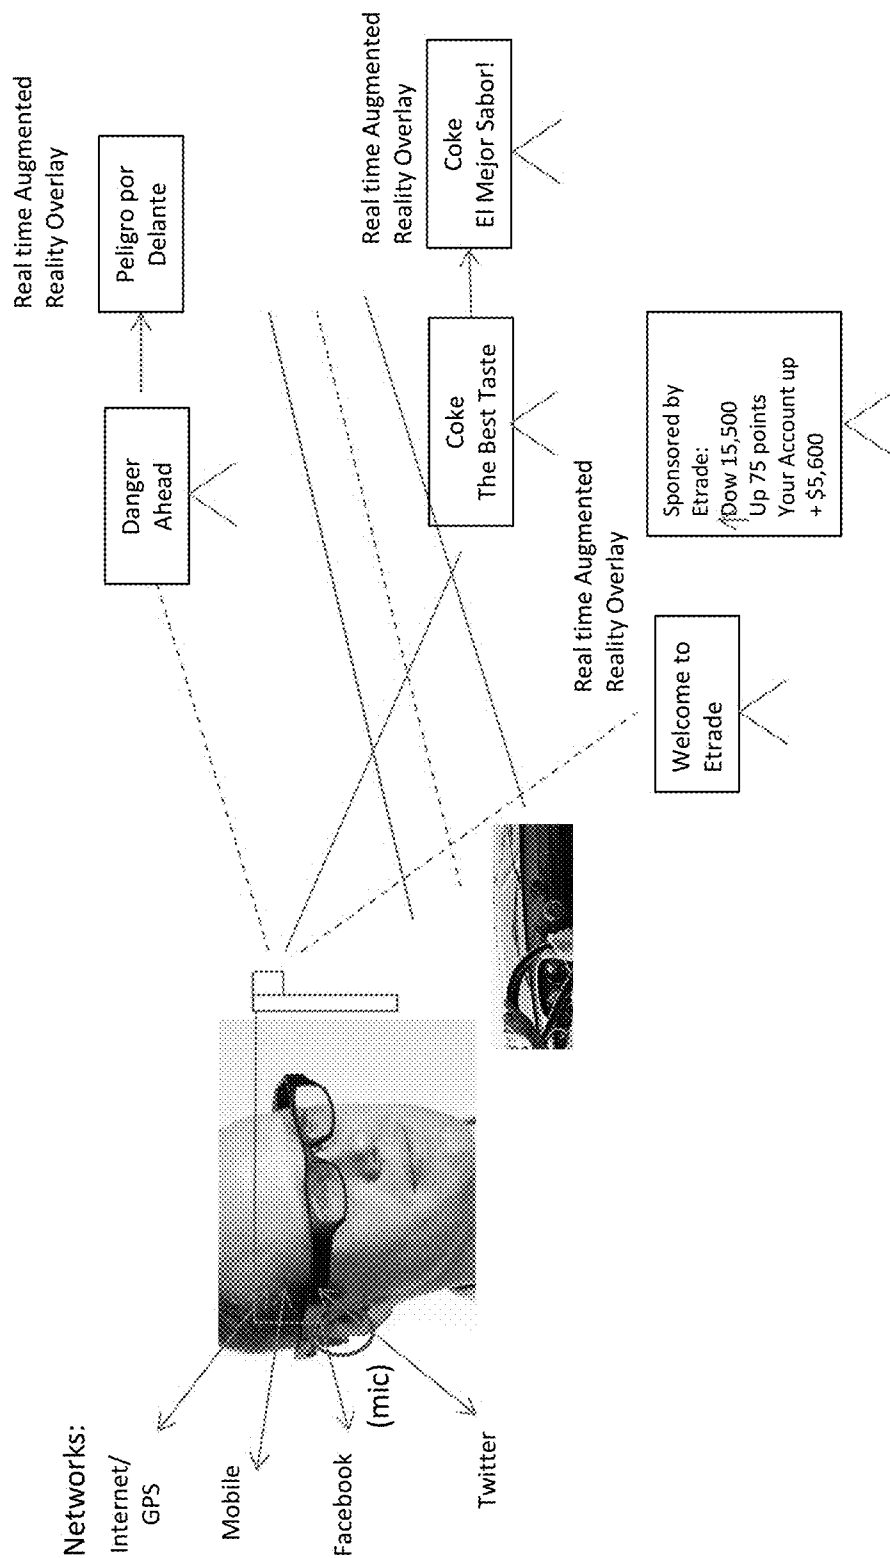 Networks:
Internet/
GPS
Mobile
Facebook
(mic)
Twitter
Danger
Ahead
Real time Augmented
Reality Overlay
Peligro por
Delante
Coke
The Best Taste
Real time Augmented
Reality Overlay
Coke
El Mejor Sabor!
Welcome to
Etrade
Real time Augmented
Reality Overlay
Sponsored by
Etrade:
Dow 15,500
Up 75 points
Your Account up
+ $5,600